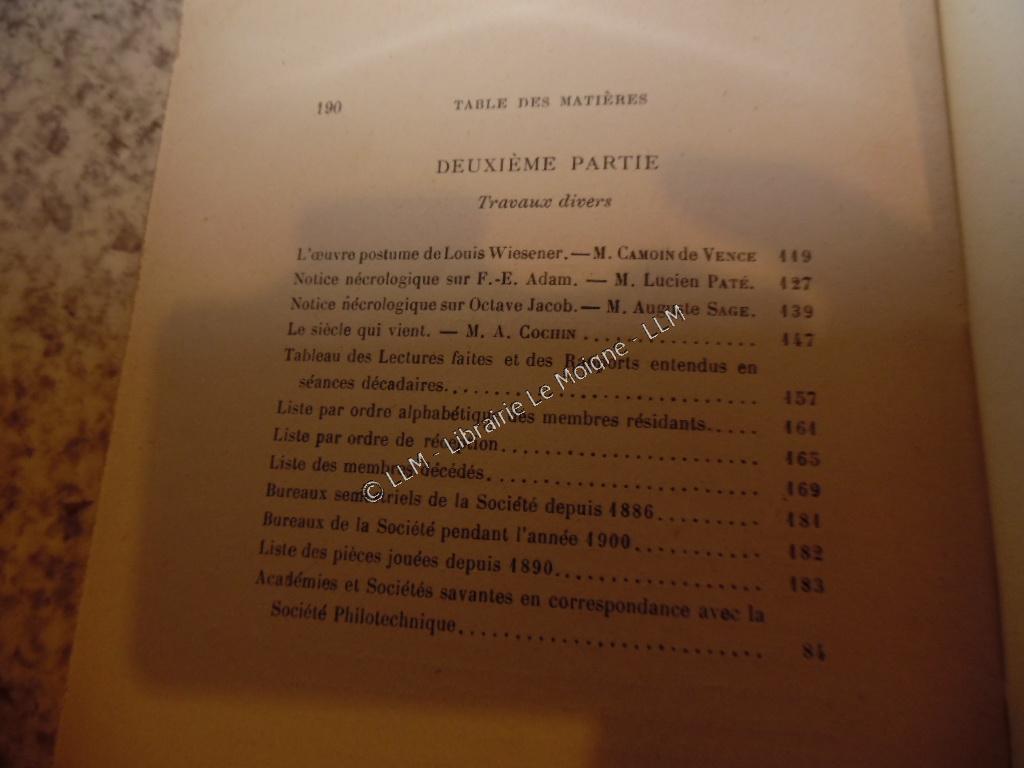 190 TABLE DES MATIÈRES
DEUXIÈME PARTIE
Travaux divers
L'œuvre postume de Louis Wiesener. — M. CAMOIN de VENCE 119
Notice nécrologique sur F.-E. Adam. — M. Lucien PATÉ. 127
Notice nécrologique sur Octave Jacob. — M. Auguste SAGE. 139
Le siècle qui vient. — M. A. COCHIN ................ 147
Tableau des Lectures faites et des Rapports entendus en
séances décadaires............................ 157
Liste par ordre alphabétique des membres résidants..... 161
Liste par ordre de réception........................ 165
Liste des membres décédés......................... 169
Bureaux semestriels de la Société depuis 1886......... 181
Bureaux de la Société pendant l'année 1900........... 182
Liste des pièces jouées depuis 1890.................. 183
Académies et Sociétés savantes en correspondance avec la
Société Philotechnique............................ 84
© LLM - Librairie Le Moigne - LLM